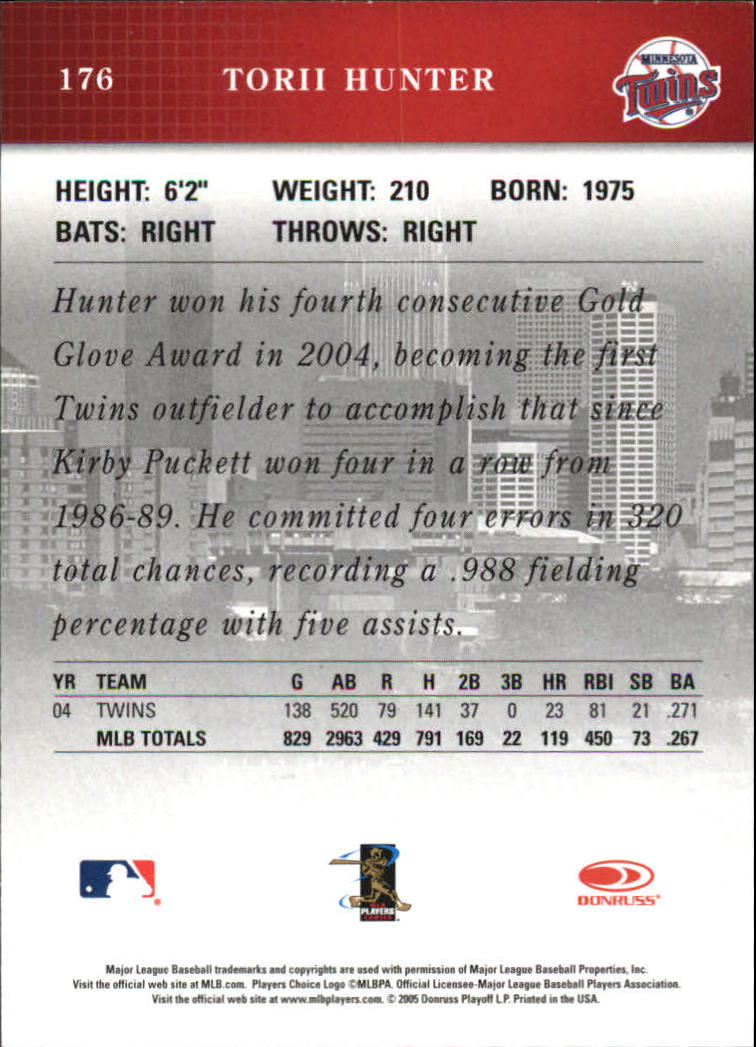 176 TORII HUNTER
MINNESOTA
Twins
HEIGHT: 6'2" WEIGHT: 210 BORN: 1975
BATS: RIGHT THROWS: RIGHT
Hunter won his fourth consecutive Gold
Glove Award in 2004, becoming the first
Twins outfielder to accomplish that since
Kirby Puckett won four in a row from
1986-89. He committed four errors in 320
total chances, recording a .988 fielding
percentage with five assists.
YR TEAM G AB R H 2B 3B HR RBI SB BA
04 TWINS 138 520 79 141 37 0 23 81 21 .271
MLB TOTALS 829 2963 429 791 169 22 119 450 73 .267
MLB
PLAYERS
CHOICE
DONRUSS®
Major League Baseball trademarks and copyrights are used with permission of Major League Baseball Properties, Inc.
Visit the official web site at MLB.com. Players Choice Logo ©MLBPA. Official Licensee-Major League Baseball Players Association.
Visit the official web site at www.mlbplayers.com. © 2005 Donruss Playoff L.P. Printed in the USA.